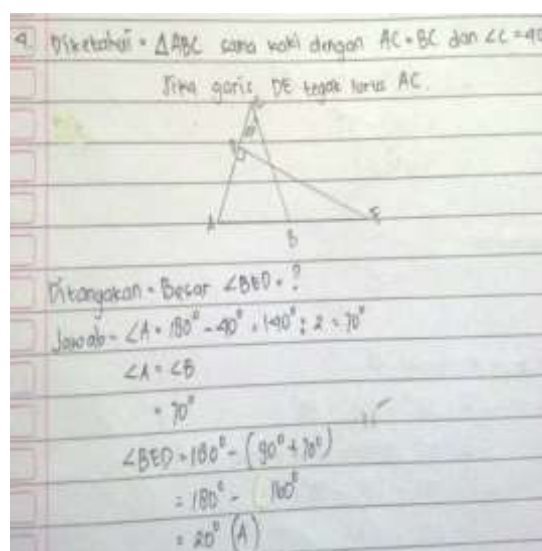 4. Diketahui = ΔABC sama kaki dengan AC = BC dan ∠C = 40
Jika garis DE tegak lurus AC.
C
40°
D
A
B
E
Ditanyakan = Besar ∠BED = ?
Jawab = ∠A = 180° - 40° = 140° : 2 = 70°
∠A = ∠B
= 70°
∠BED = 180° - (90° + 70°)
= 180° - 160°
= 20° (A)